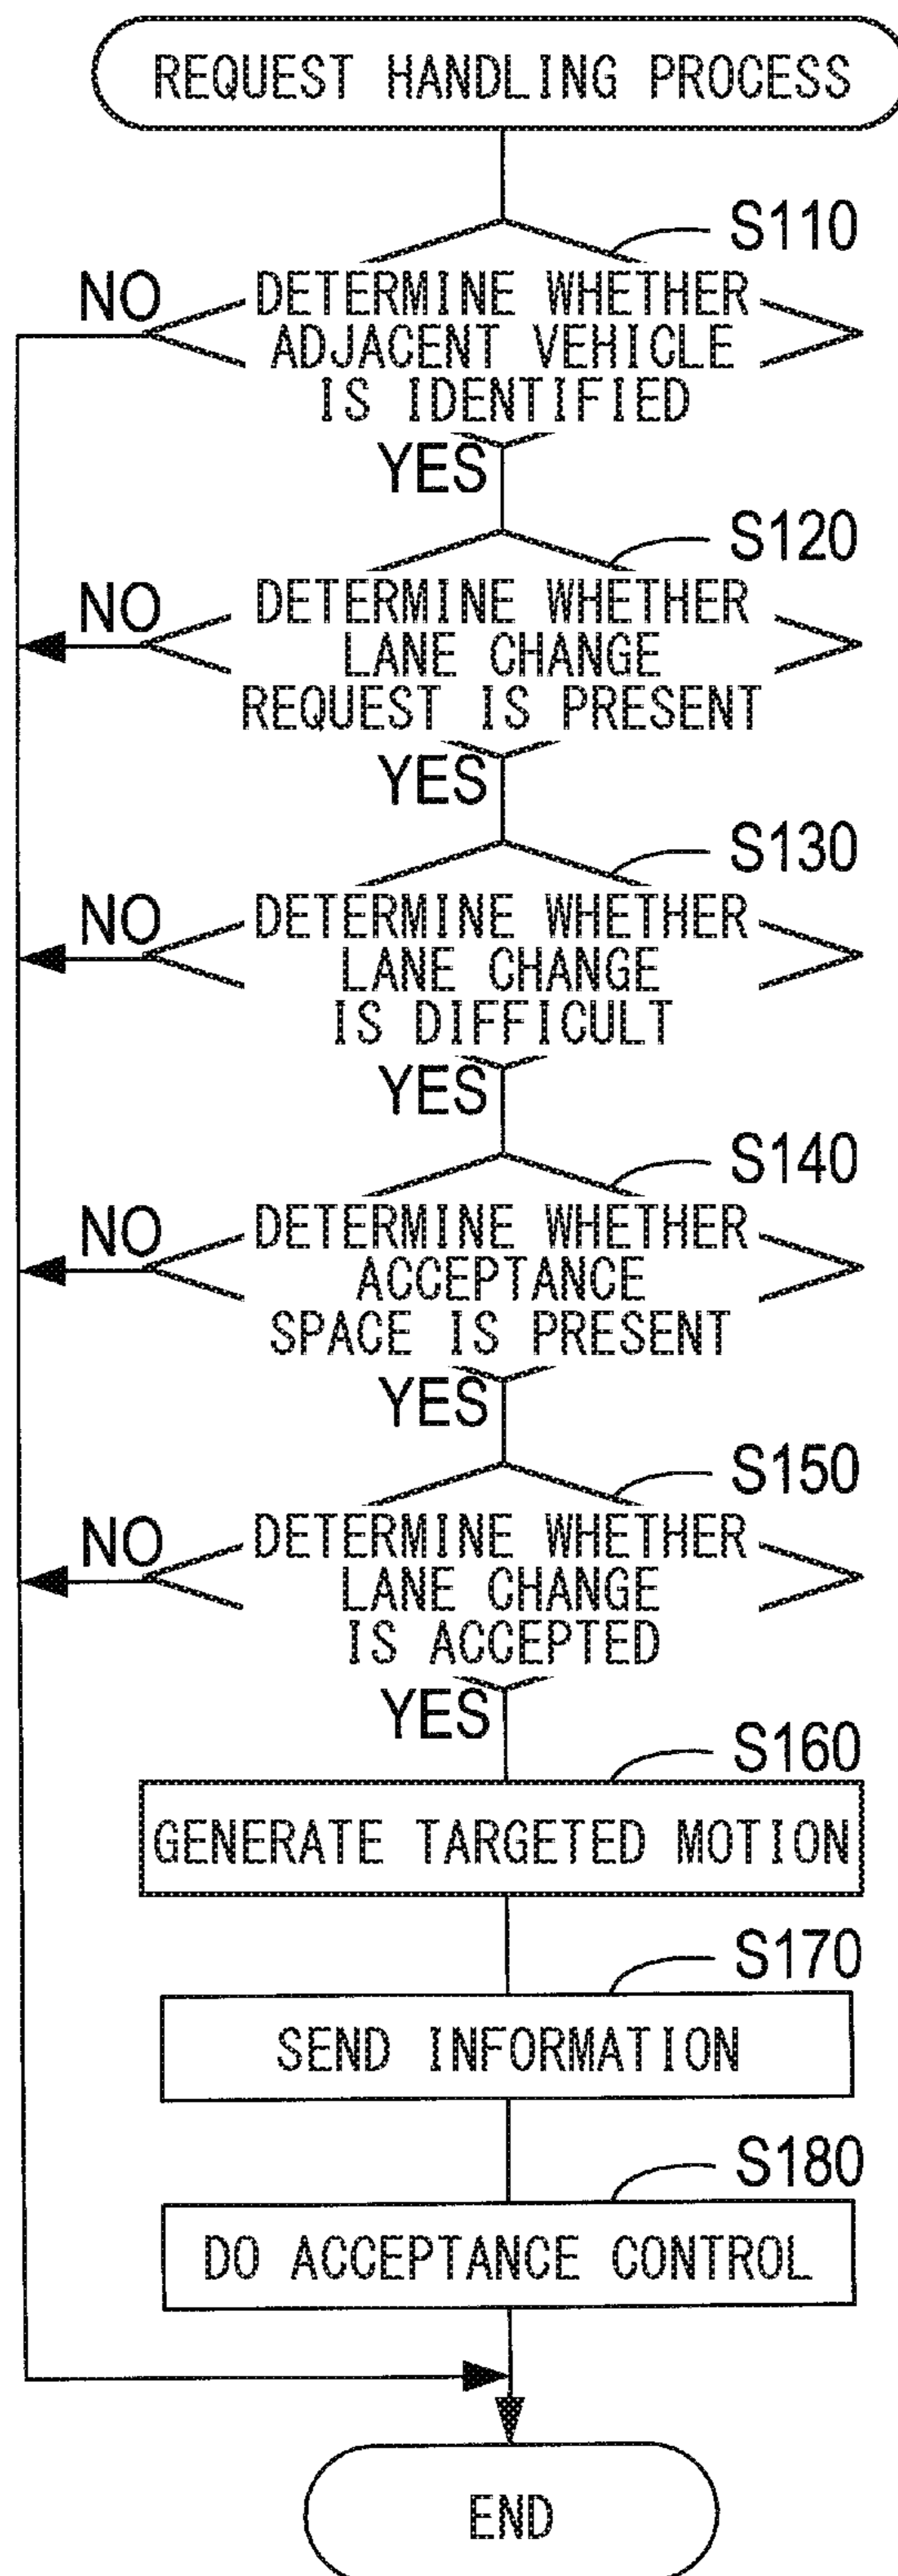 REQUEST HANDLING PROCESS
S110
NO
DETERMINE WHETHER
ADJACENT VEHICLE
IS IDENTIFIED
YES
S120
NO
DETERMINE WHETHER
LANE CHANGE
REQUEST IS PRESENT
YES
S130
NO
DETERMINE WHETHER
LANE CHANGE
IS DIFFICULT
YES
S140
NO
DETERMINE WHETHER
ACCEPTANCE
SPACE IS PRESENT
YES
S150
NO
DETERMINE WHETHER
LANE CHANGE
IS ACCEPTED
YES
S160
GENERATE TARGETED MOTION
S170
SEND INFORMATION
S180
DO ACCEPTANCE CONTROL
END